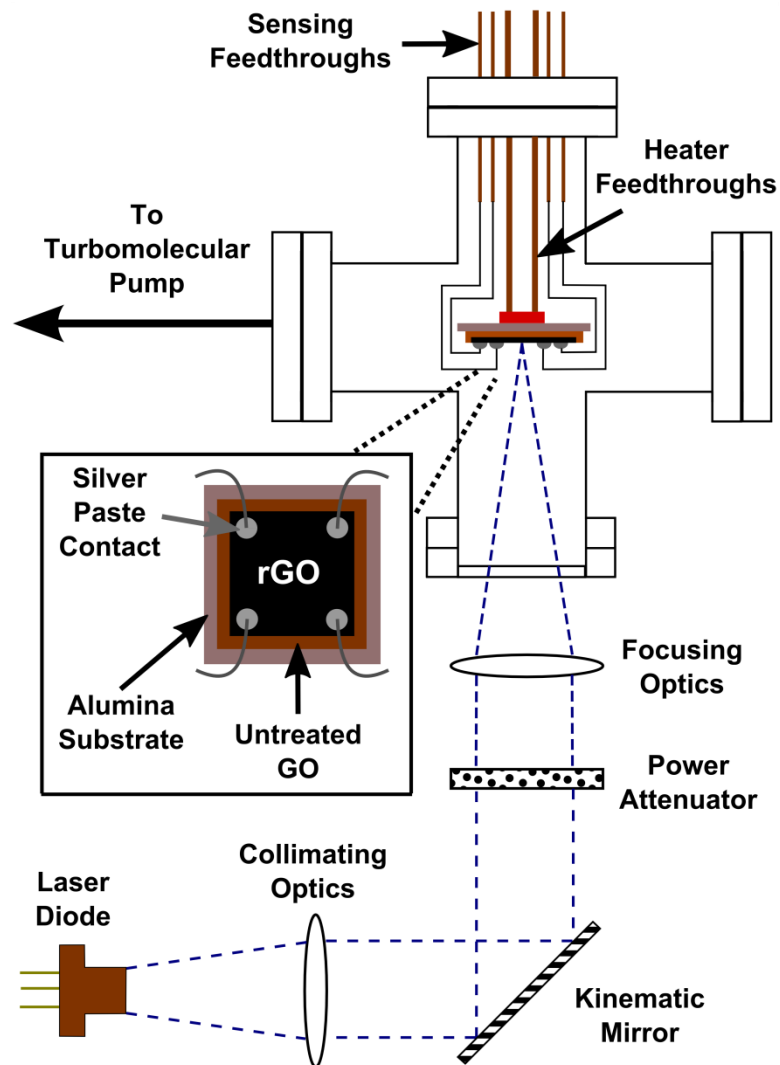 Sensing
Feedthroughs
Heater
Feedthroughs
To
Turbomolecular
Pump
Silver
Paste
Contact
rGO
Alumina
Substrate
Untreated
GO
Focusing
Optics
Power
Attenuator
Collimating
Optics
Laser
Diode
Kinematic
Mirror